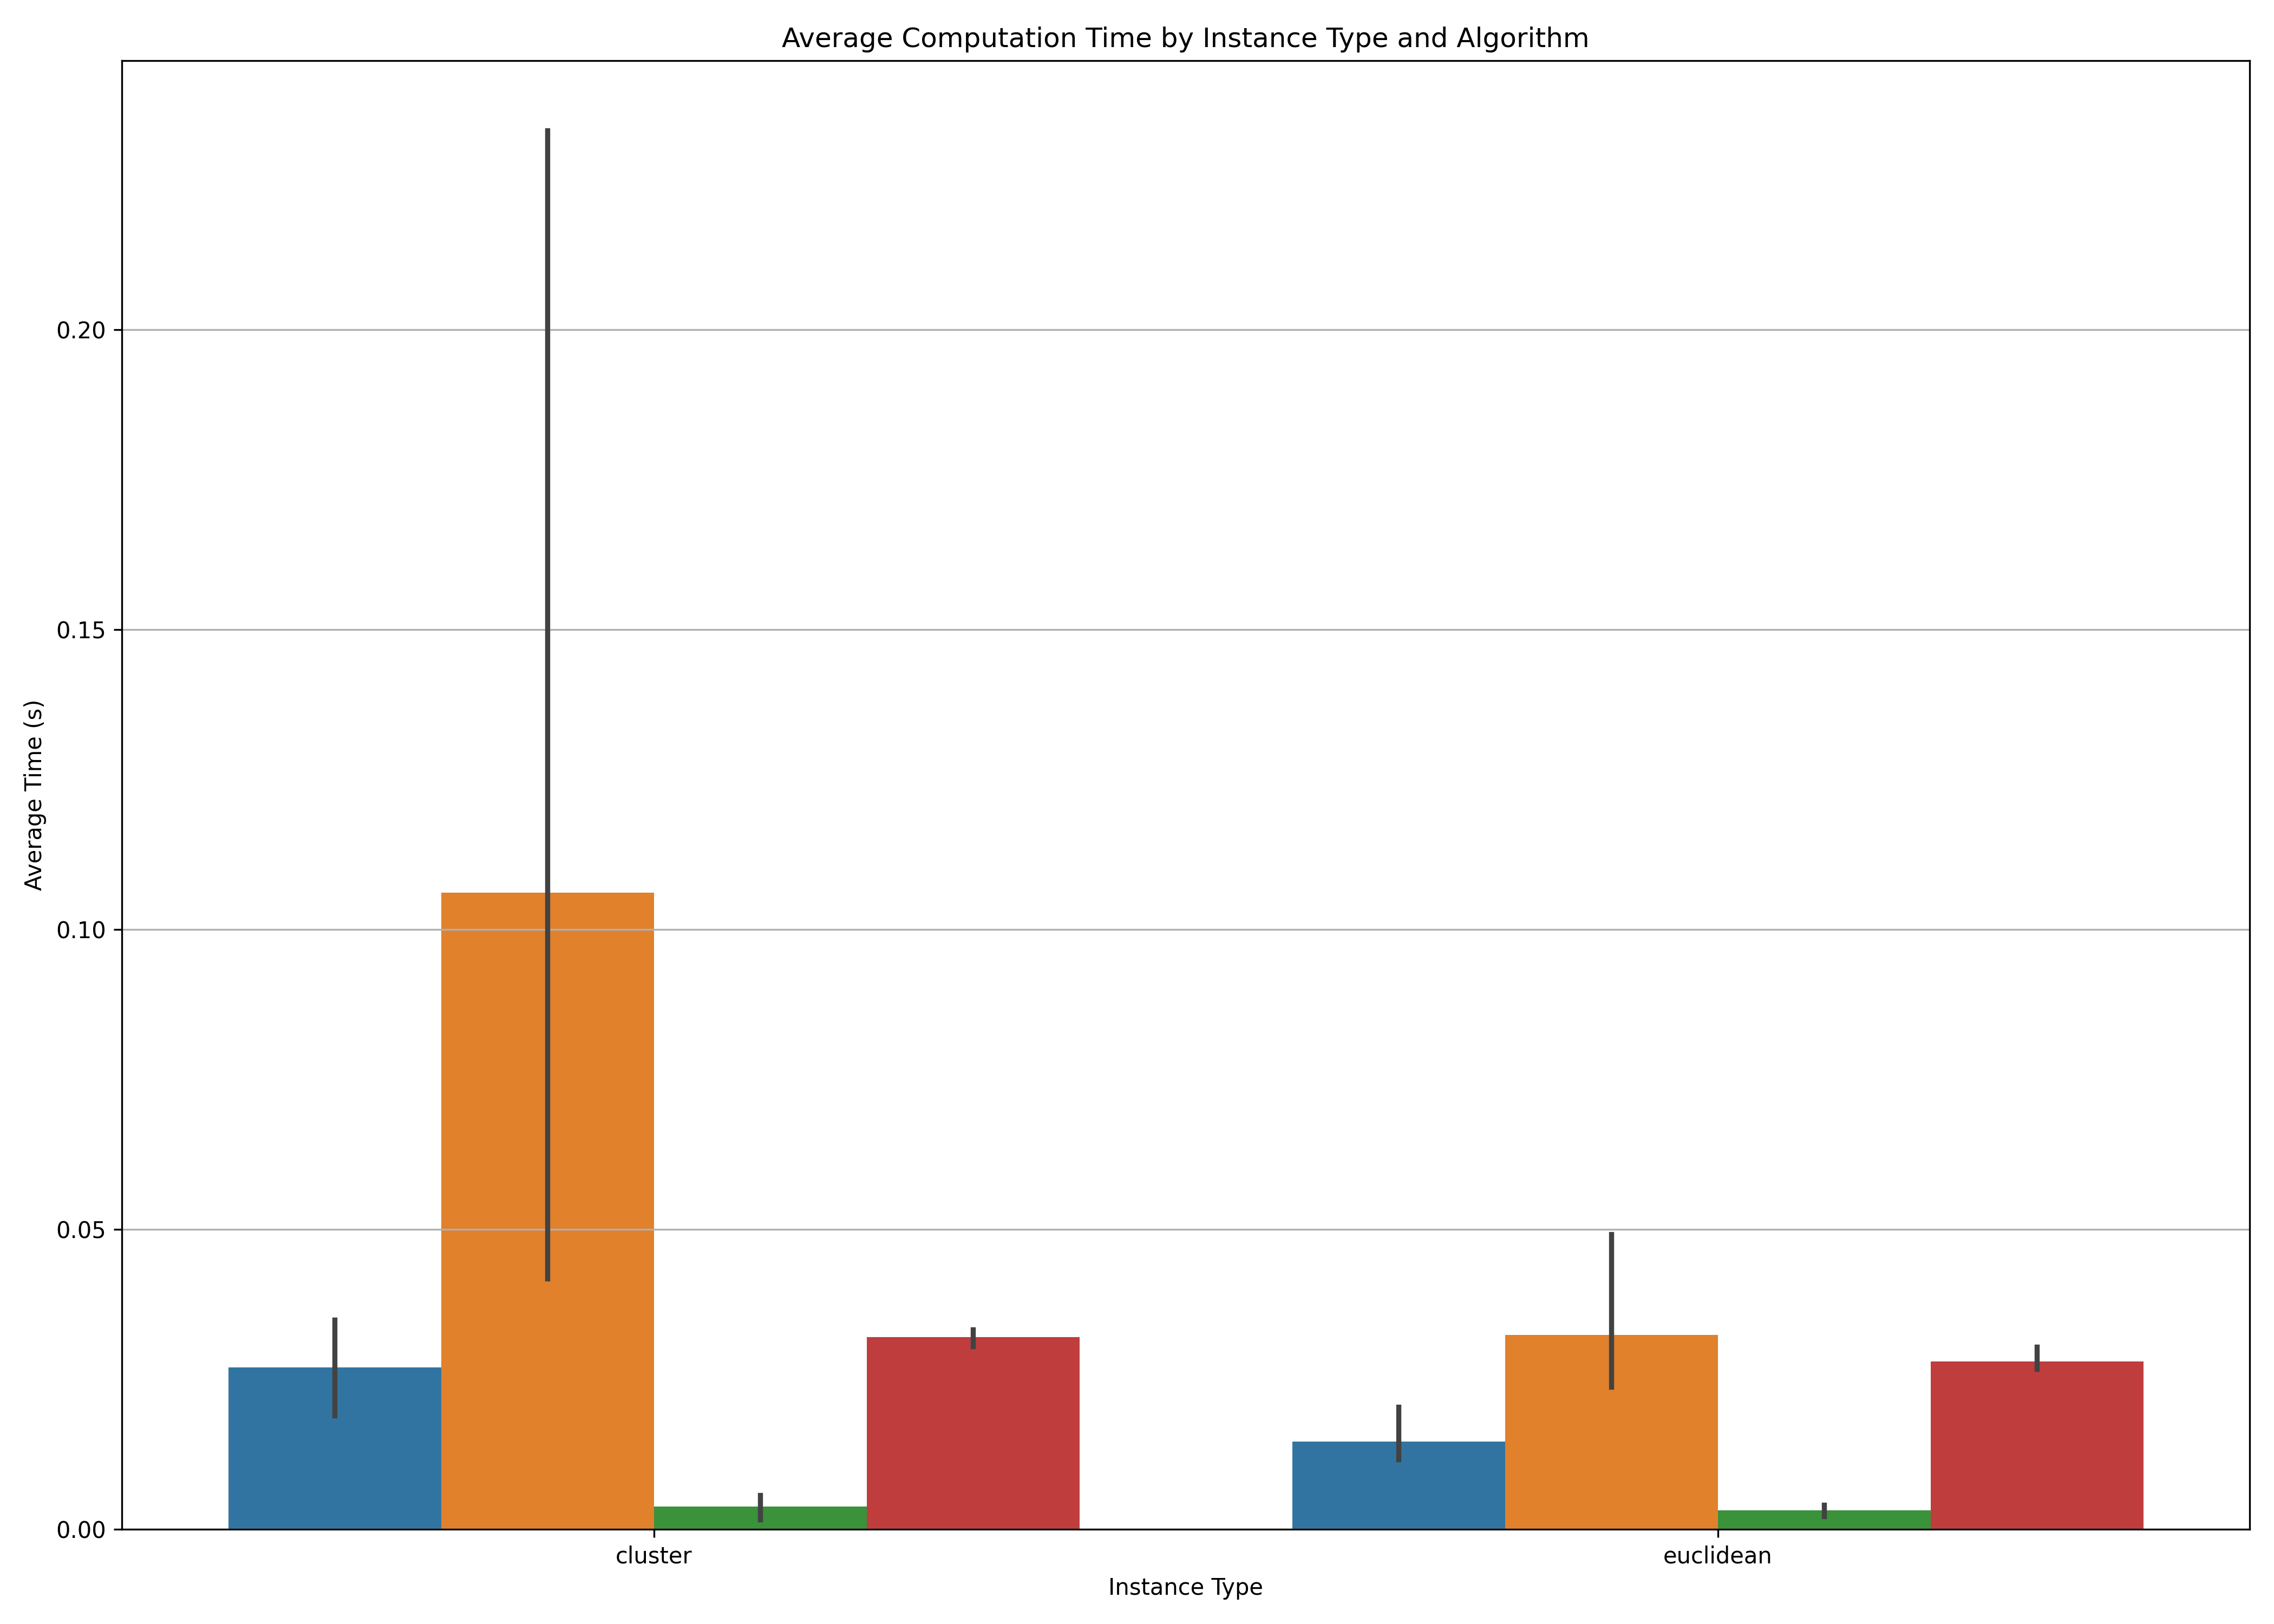 Average Computation Time by Instance Type and Algorithm
Average Time (s)
0.20
0.15
0.10
0.05
0.00
cluster
euclidean
Instance Type